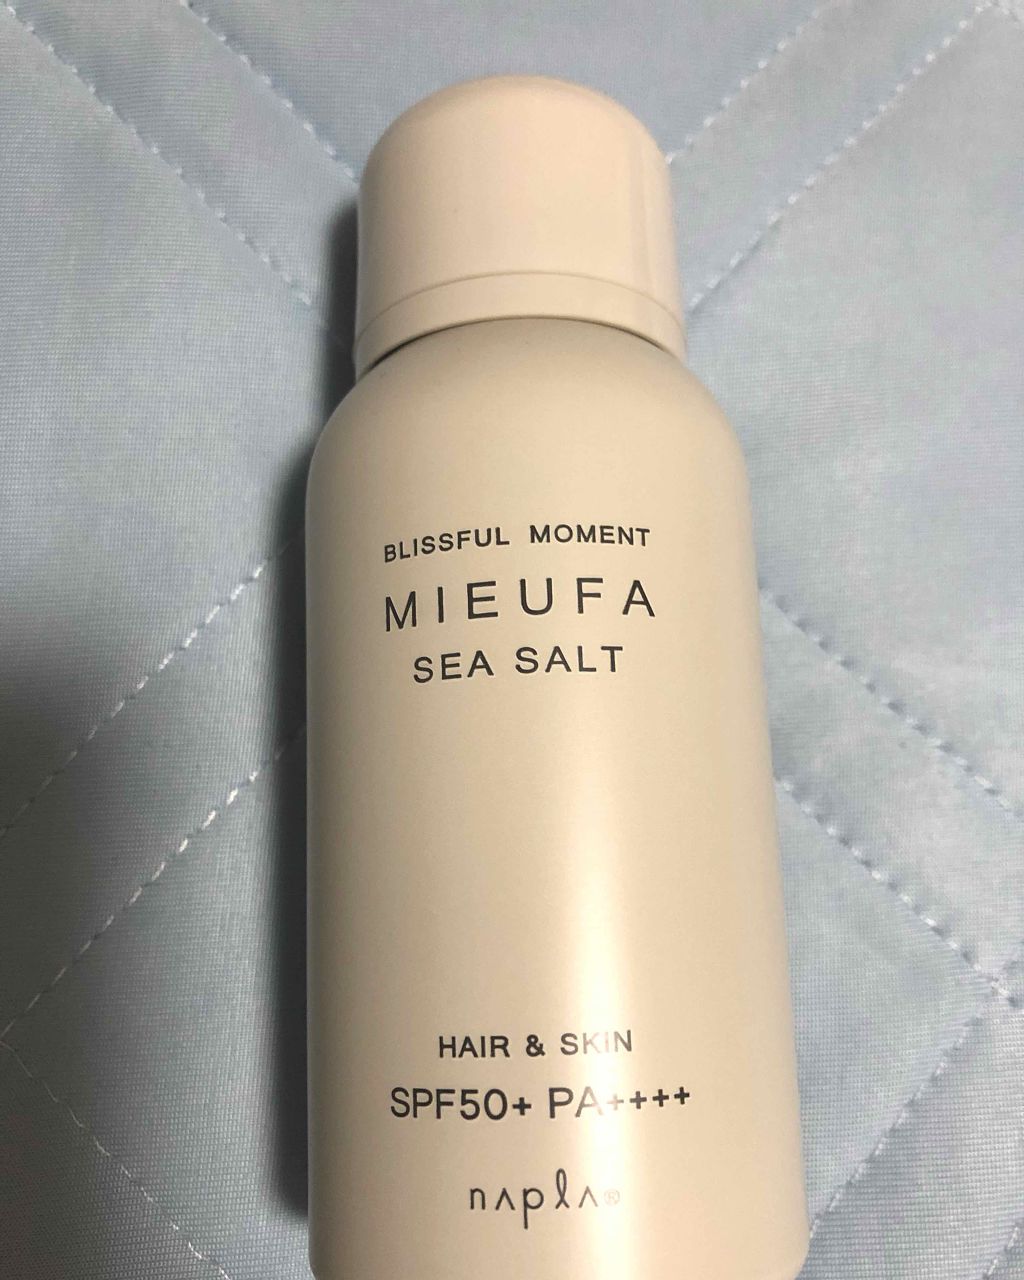 BLISSFUL MOMENT
MIEUFA
SEA SALT
HAIR & SKIN
SPF50+ PA++++
napla®